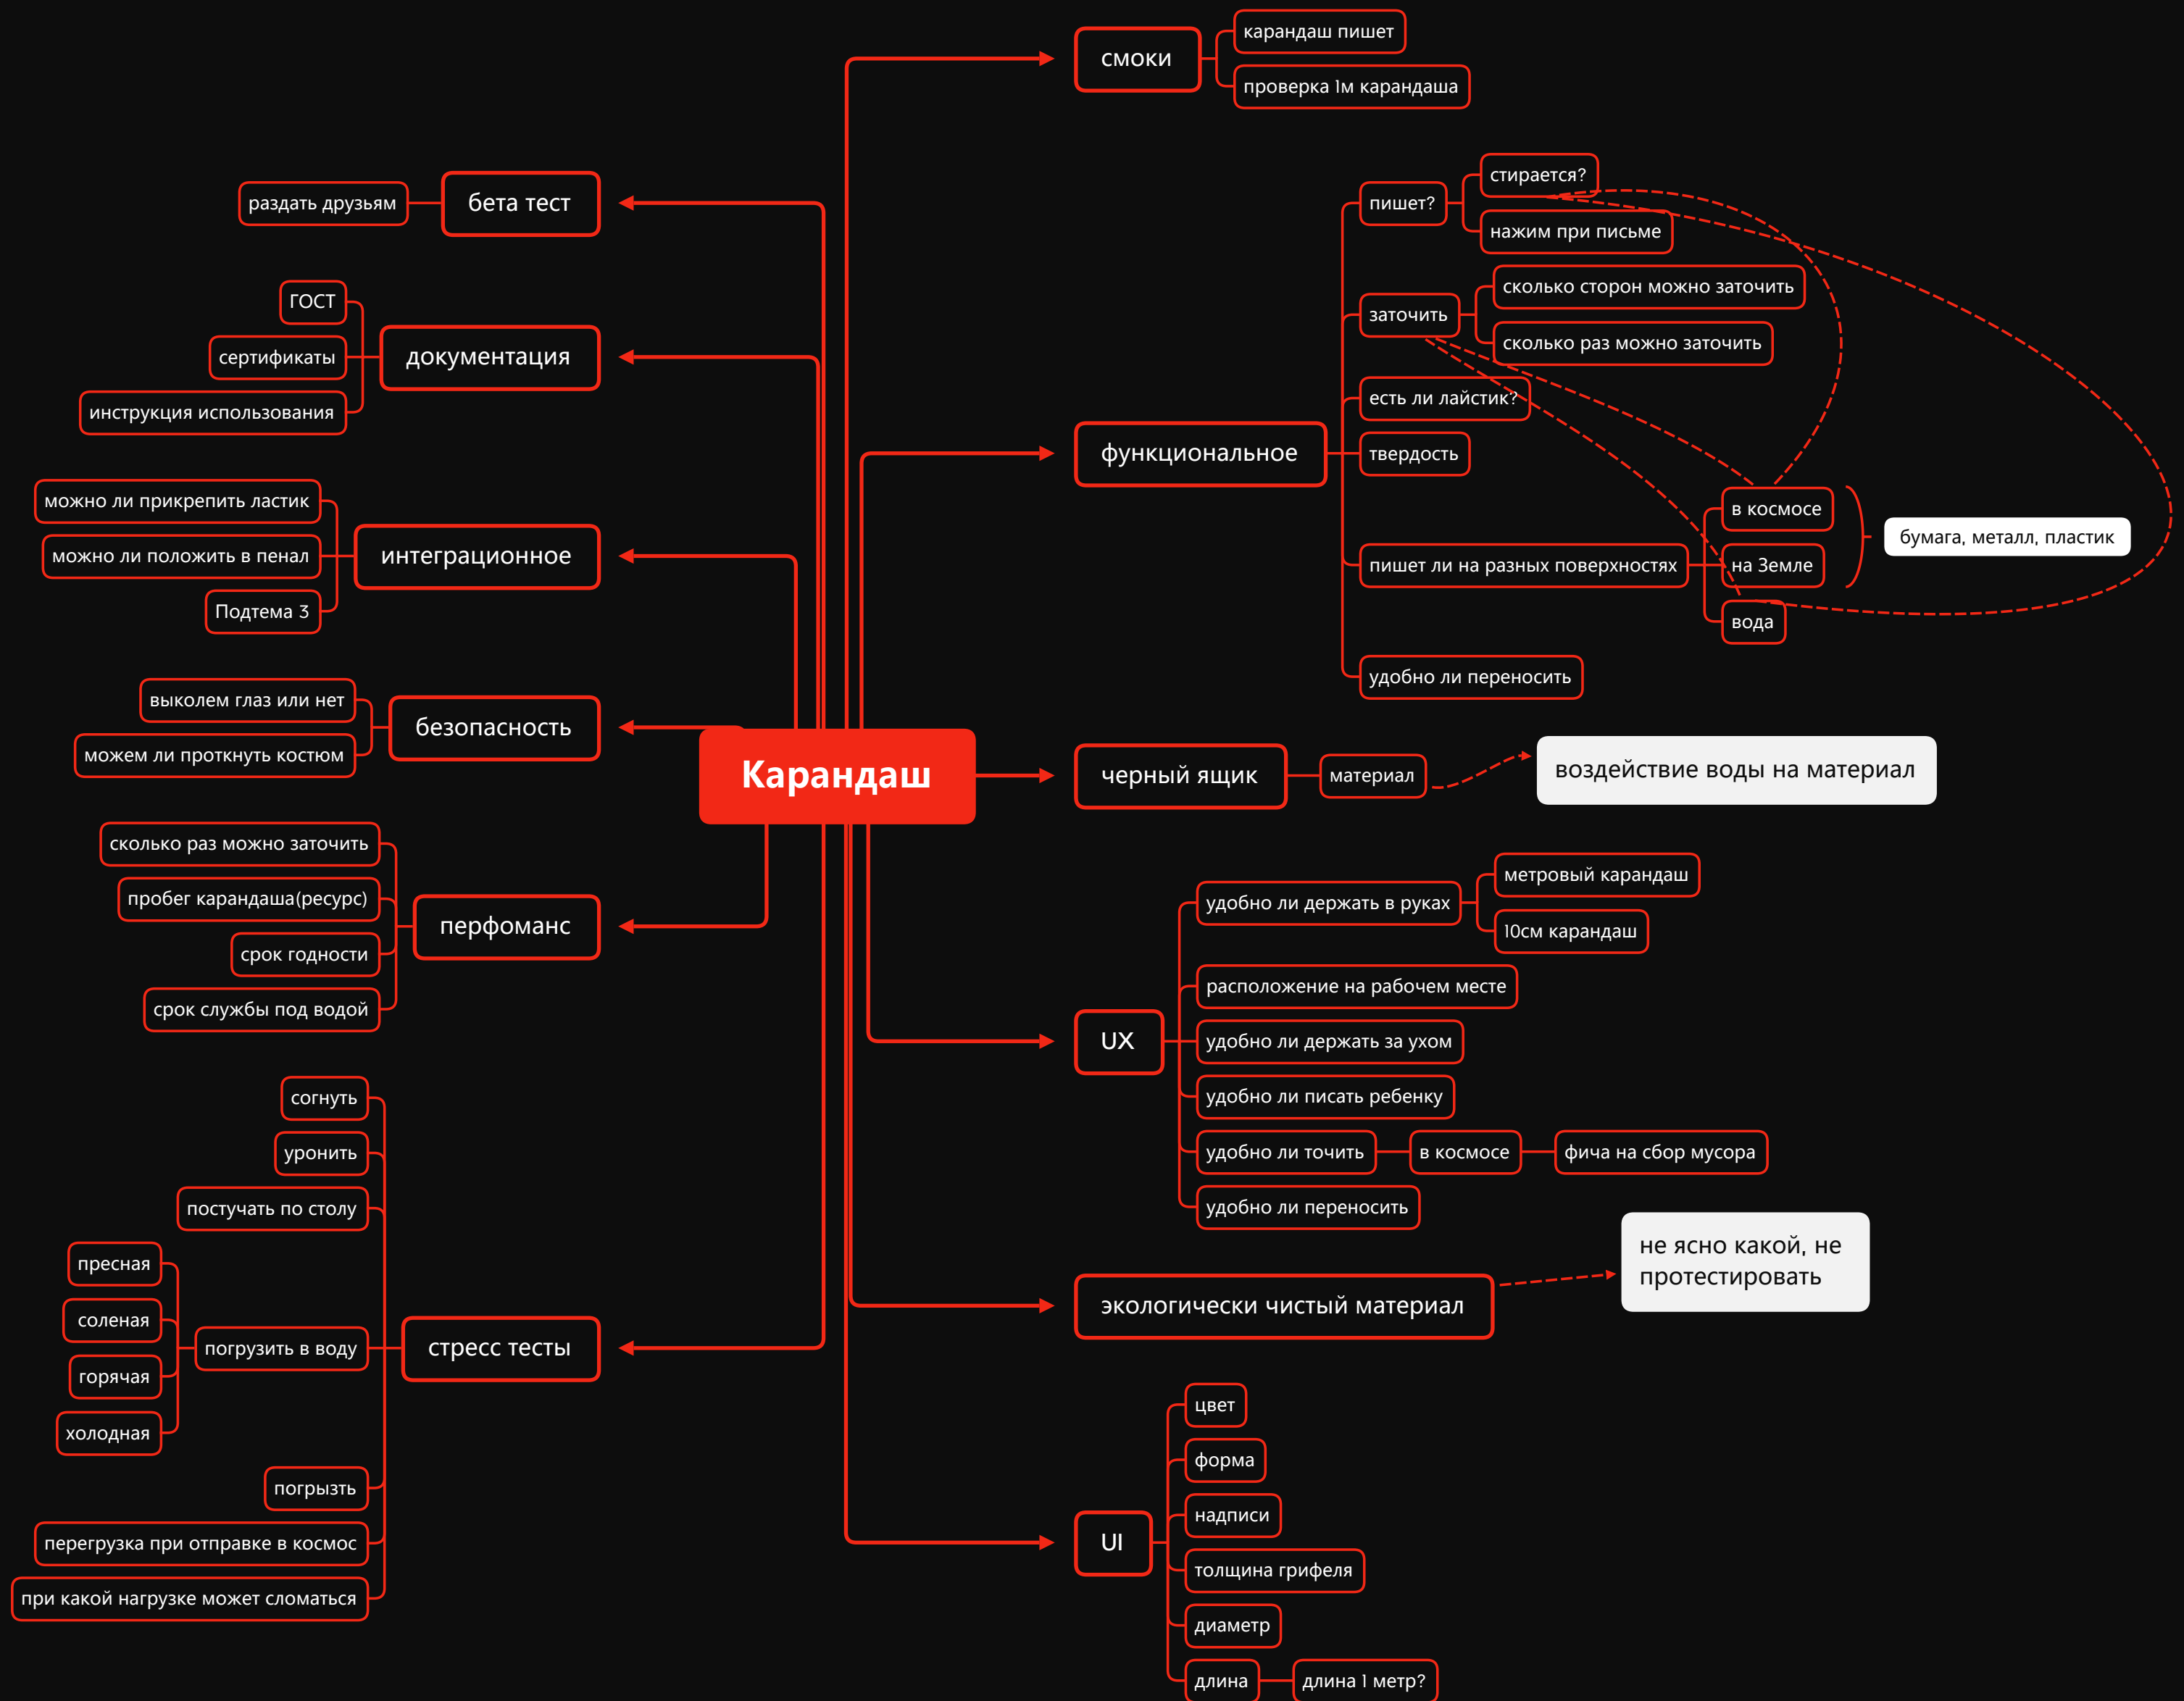 Карандаш
смоки
карандаш пишет
проверка 1м карандаша
функциональное
пишет?
стирается?
нажим при письме
заточить
сколько сторон можно заточить
сколько раз можно заточить
есть ли лайстик?
твердость
пишет ли на разных поверхностях
в космосе
на Земле
бумага, металл, пластик
вода
удобно ли переносить
черный ящик
материал
воздействие воды на материал
UX
удобно ли держать в руках
метровый карандаш
10см карандаш
расположение на рабочем месте
удобно ли держать за ухом
удобно ли писать ребенку
удобно ли точить
в космосе
фича на сбор мусора
удобно ли переносить
экологически чистый материал
не ясно какой, не
протестировать
UI
цвет
форма
надписи
толщина грифеля
диаметр
длина
длина 1 метр?
бета тест
раздать друзьям
документация
ГОСТ
сертификаты
инструкция использования
интеграционное
можно ли прикрепить ластик
можно ли положить в пенал
Подтема 3
безопасность
выколем глаз или нет
можем ли проткнуть костюм
перфоманс
сколько раз можно заточить
пробег карандаша(ресурс)
срок годности
срок службы под водой
стресс тесты
согнуть
уронить
постучать по столу
погрузить в воду
пресная
соленая
горячая
холодная
погрызть
перегрузка при отправке в космос
при какой нагрузке может сломаться